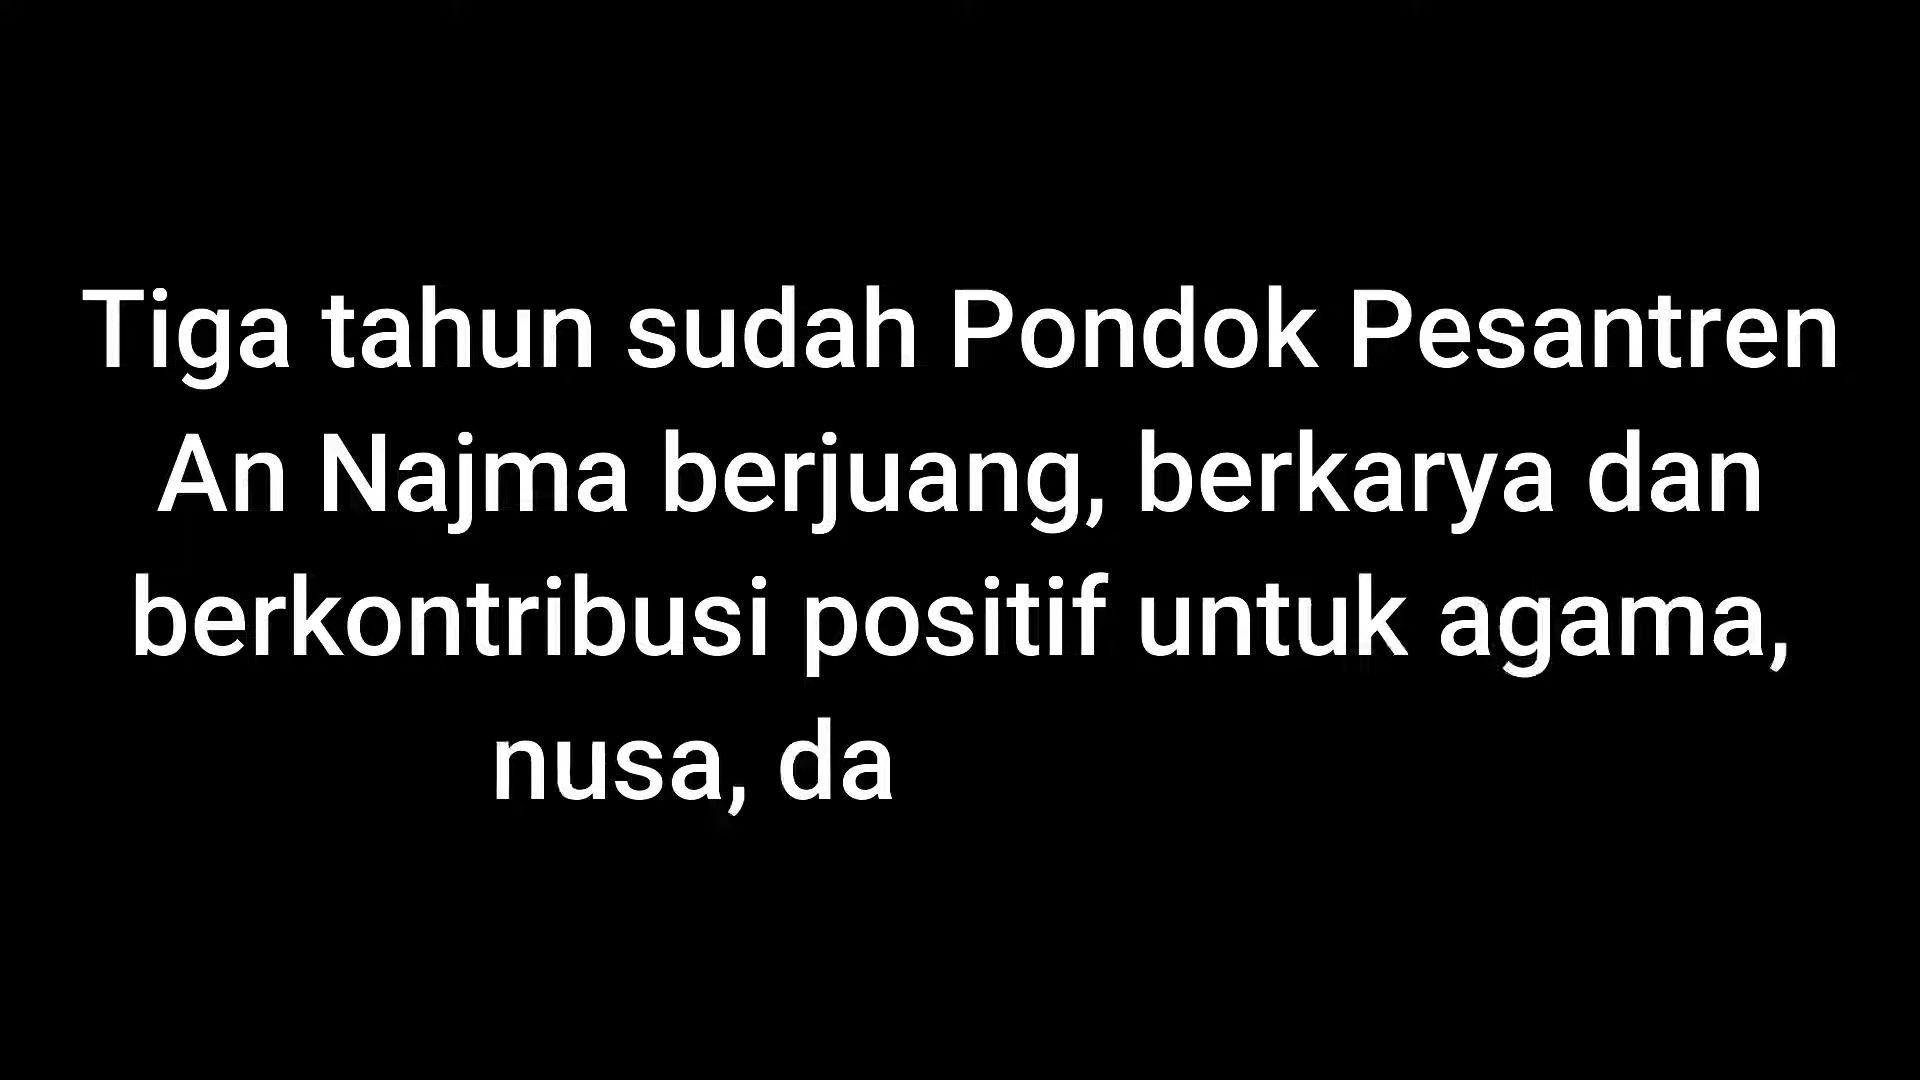 Tiga tahun sudah Pondok Pesantren
An Najma berjuang, berkarya dan
berkontribusi positif untuk agama,
nusa, da